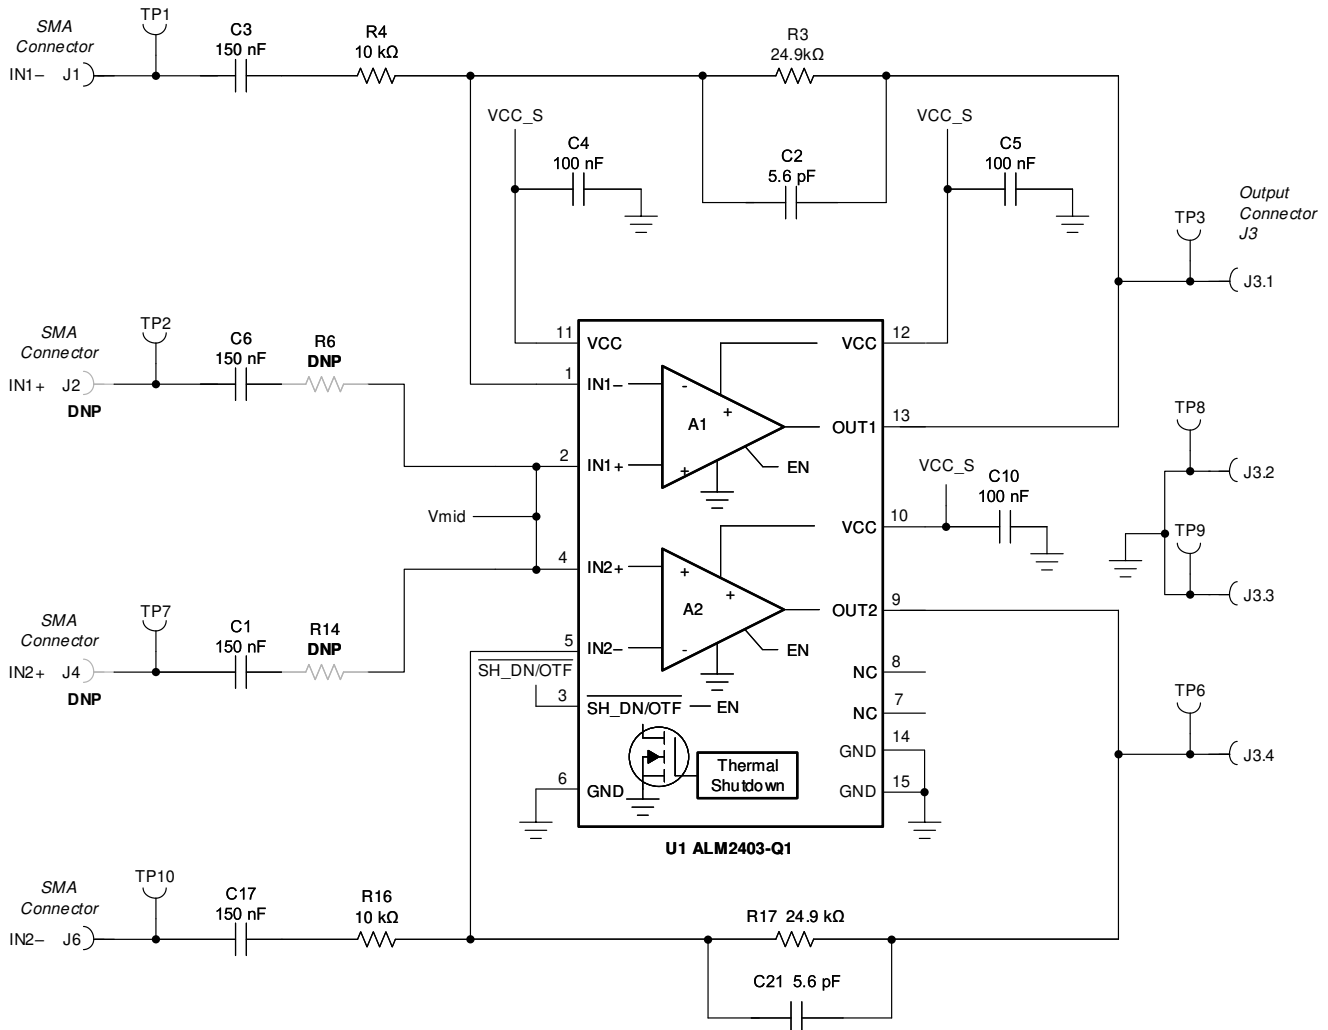 SMA
Connector
IN1− J1
TP1
C3
150 nF
R4
10 kΩ
R3
24.9kΩ
VCC_S
C4
100 nF
C2
5.6 pF
VCC_S
C5
100 nF
Output
Connector
J3
TP3
J3.1
SMA
Connector
IN1+ J2
DNP
TP2
C6
150 nF
R6
DNP
11 VCC
1 IN1−
2 IN1+
Vmid
4 IN2+
5 IN2−
SH_DN/OTF
3 SH_DN/OTF EN
6 GND
- + +
A1
EN
+ + -
A2
EN
Thermal
Shutdown
VCC 12
OUT1 13
VCC 10
OUT2 9
NC 8
NC 7
GND 14
GND 15
U1 ALM2403-Q1
VCC_S
C10
100 nF
TP8
J3.2
TP9
J3.3
SMA
Connector
IN2+ J4
DNP
TP7
C1
150 nF
R14
DNP
TP6
J3.4
SMA
Connector
IN2− J6
TP10
C17
150 nF
R16
10 kΩ
R17 24.9 kΩ
C21 5.6 pF